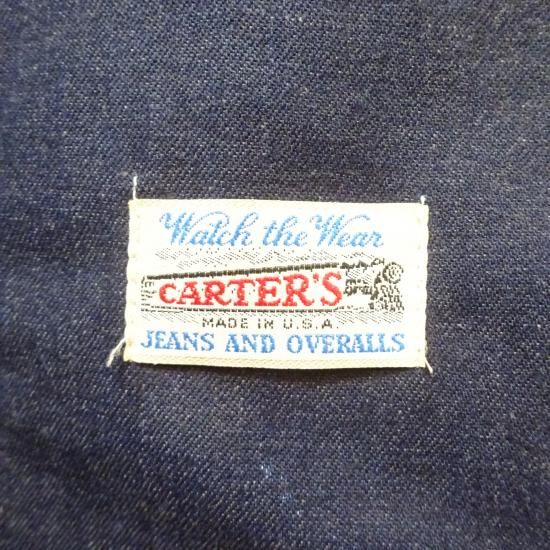 Watch the Wear
CARTER'S
MADE IN U.S.A.
JEANS AND OVERALLS